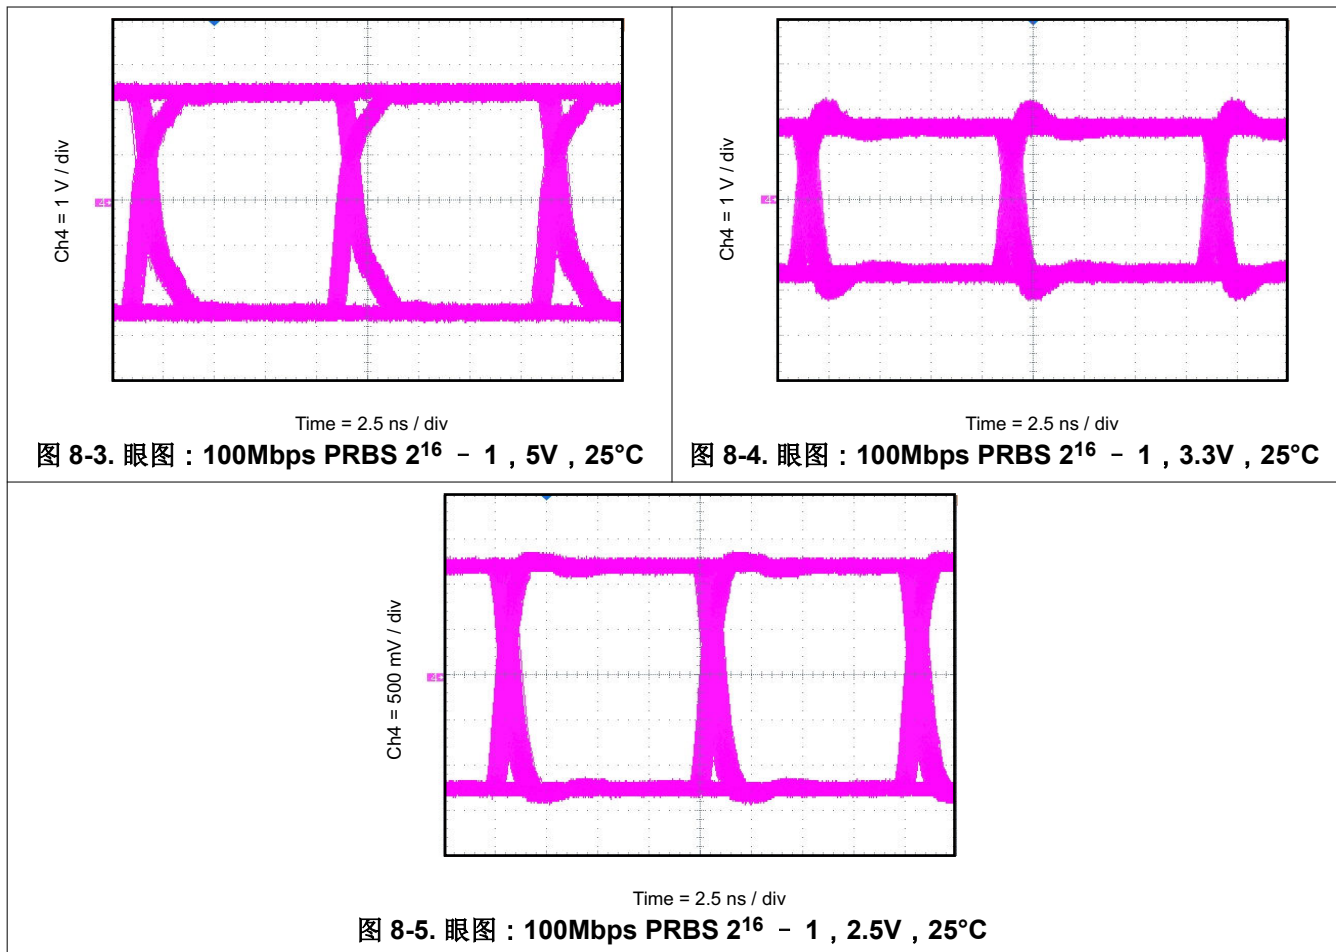 Ch4 = 1 V / div
4
Time = 2.5 ns / div
图 8-3. 眼图：100Mbps PRBS 2¹⁶ － 1，5V，25°C
Ch4 = 1 V / div
4
Time = 2.5 ns / div
图 8-4. 眼图：100Mbps PRBS 2¹⁶ － 1，3.3V，25°C
Ch4 = 500 mV / div
4
Time = 2.5 ns / div
图 8-5. 眼图：100Mbps PRBS 2¹⁶ － 1，2.5V，25°C